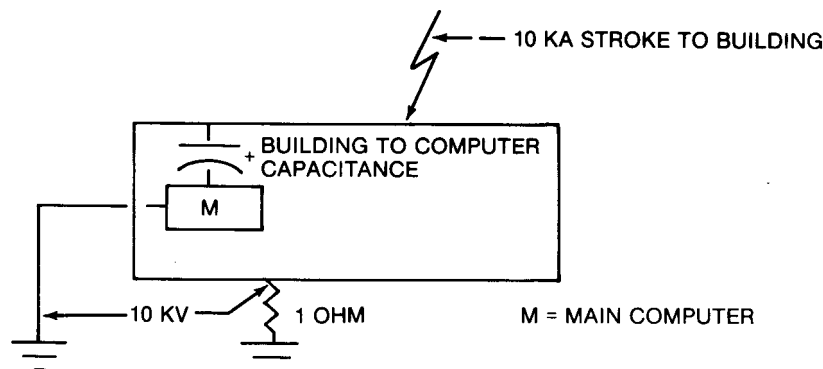 10 KA STROKE TO BUILDING
+ BUILDING TO COMPUTER
CAPACITANCE
M
10 KV
1 OHM
M = MAIN COMPUTER